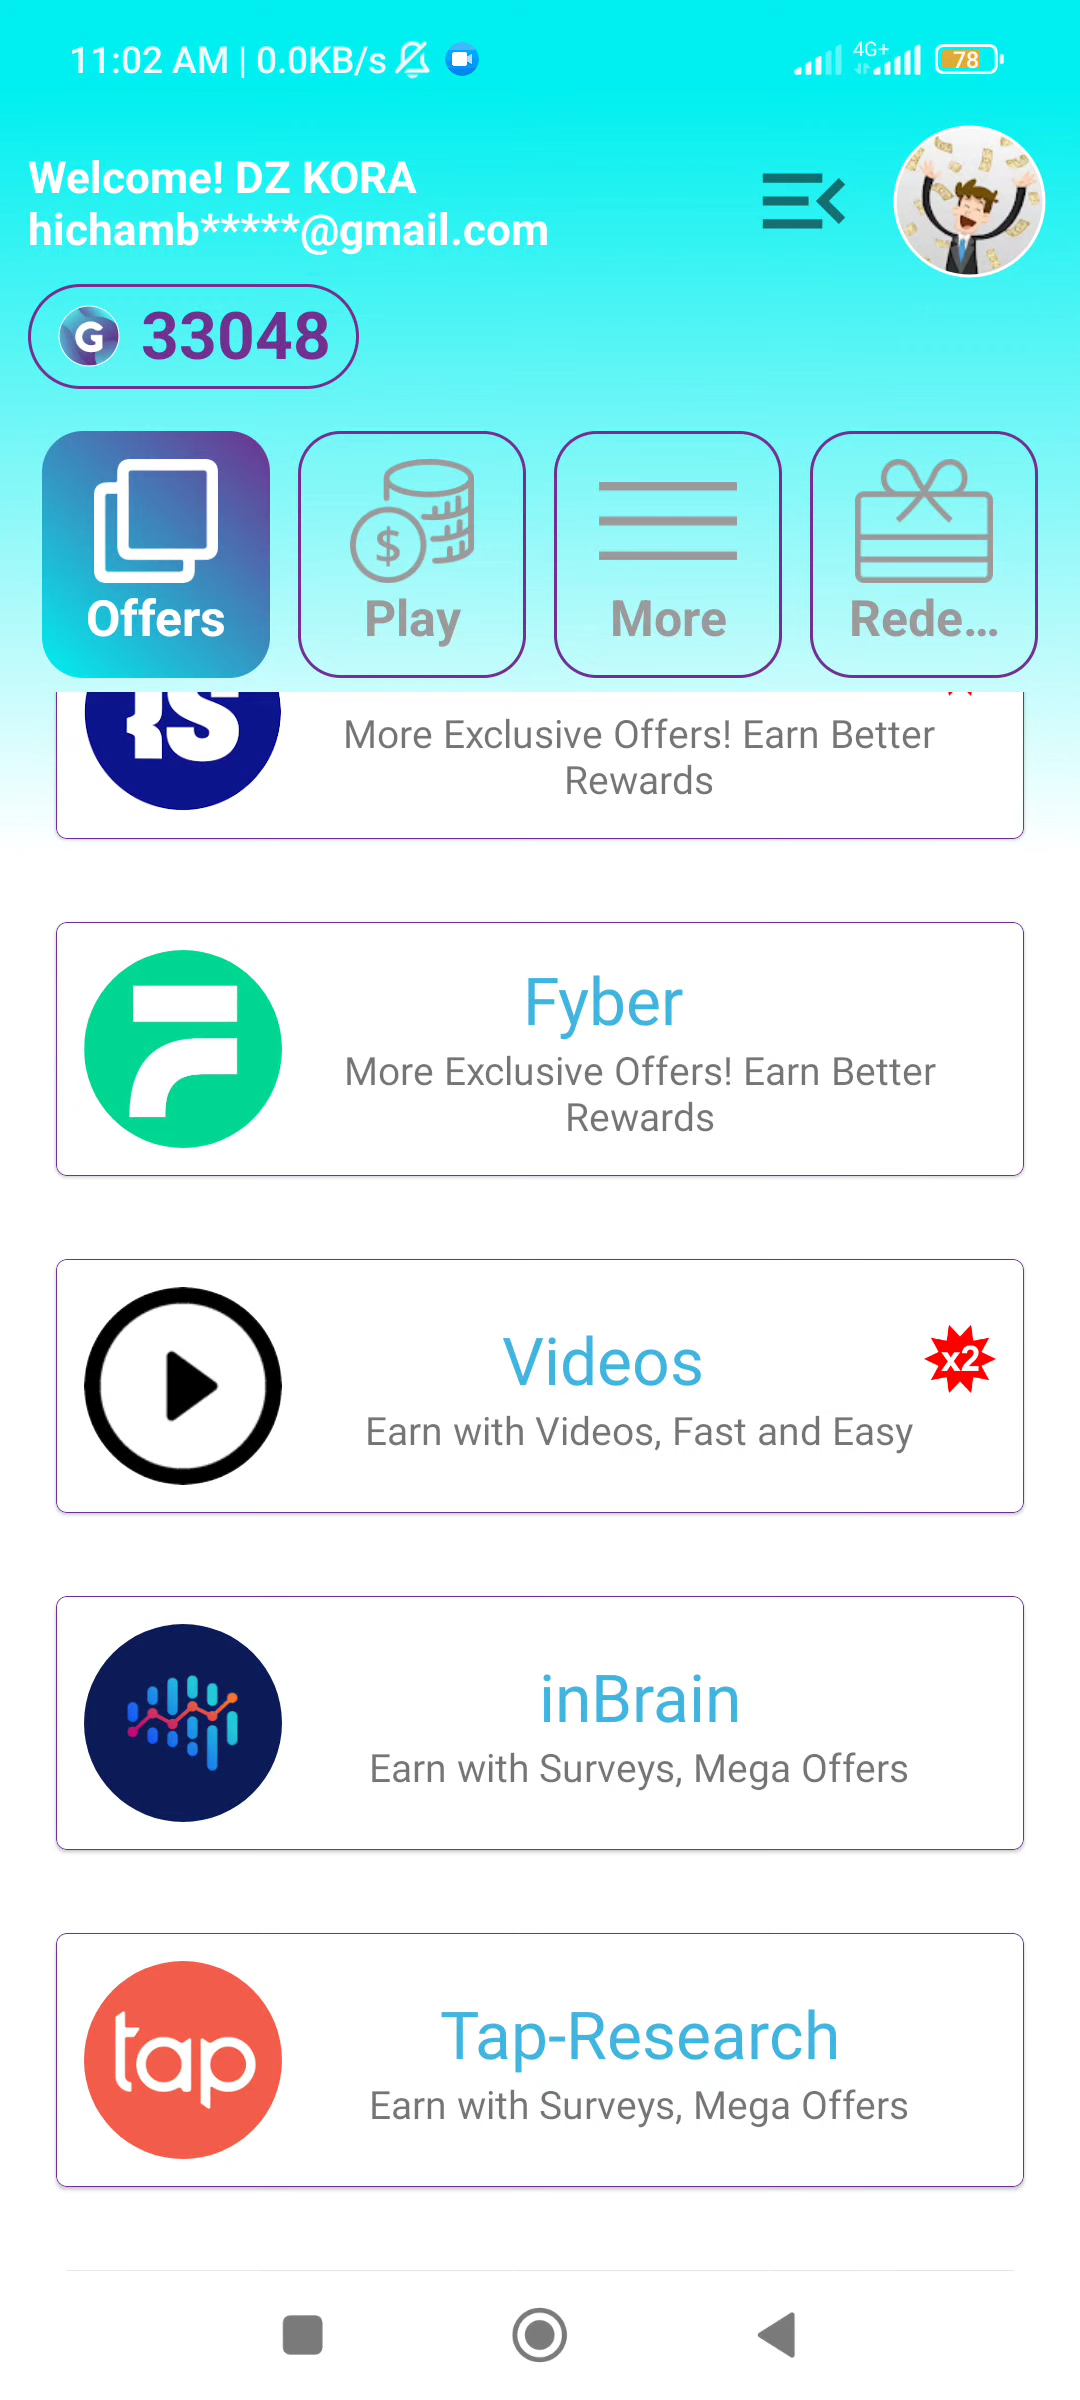 11:02 AM | 0.0KB/s
4G+
78
Welcome! DZ KORA
hichamb*****@gmail.com
G 33048
$
Offers
Play
More
Rede...
More Exclusive Offers! Earn Better
Rewards
Fyber
More Exclusive Offers! Earn Better
Rewards
Videos
x2
Earn with Videos, Fast and Easy
inBrain
Earn with Surveys, Mega Offers
tap
Tap-Research
Earn with Surveys, Mega Offers